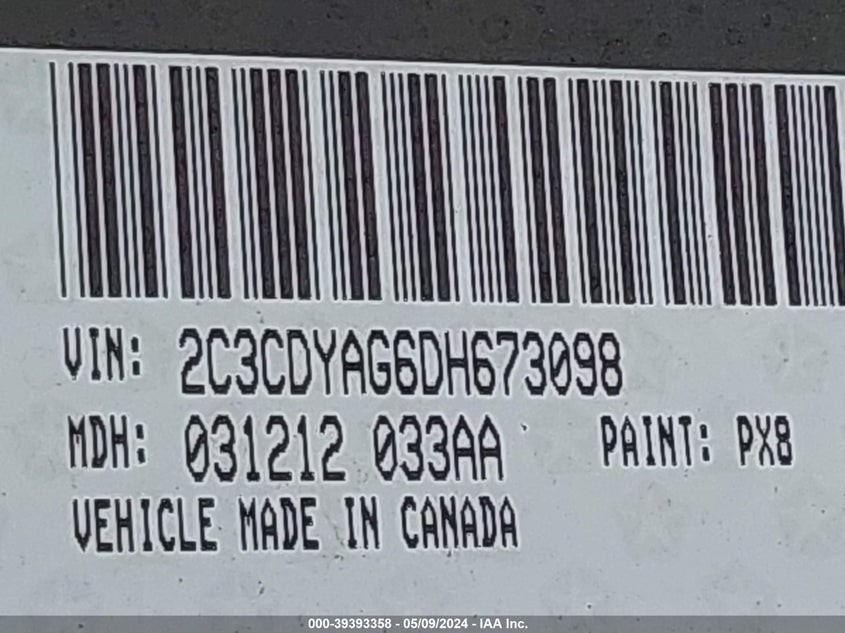 VIN: 2C3CDYAG6DH673098
MDH: 031212 033AA PAINT: PX8
VEHICLE MADE IN CANADA
000-39393358 - 05/09/2024 - IAA Inc.